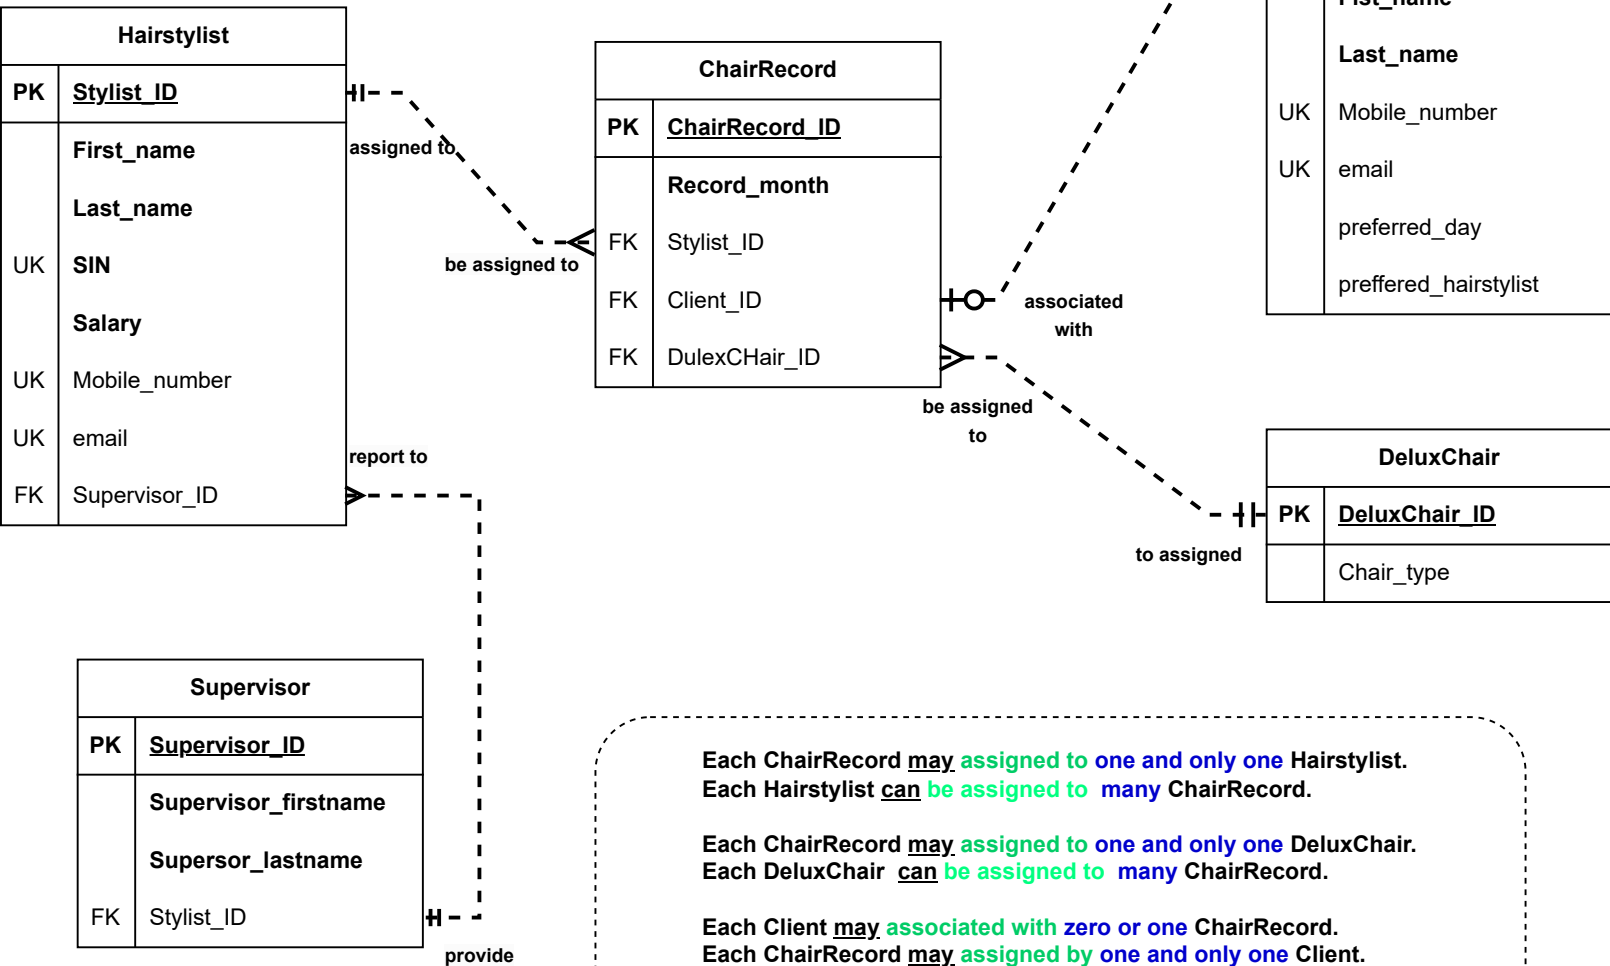 Hairstylist
PK Stylist_ID
First_name
Last_name
UK SIN
Salary
UK Mobile_number
UK email
FK Supervisor_ID
assigned to
be assigned to
report to
ChairRecord
PK ChairRecord_ID
Record_month
FK Stylist_ID
FK Client_ID
FK DulexCHair_ID
associated
with
be assigned
to
to assigned
Last_name
UK Mobile_number
UK email
preferred_day
preffered_hairstylist
DeluxChair
PK DeluxChair_ID
Chair_type
Supervisor
PK Supervisor_ID
Supervisor_firstname
Supersor_lastname
FK Stylist_ID
provide
Each ChairRecord may assigned to one and only one Hairstylist.
Each Hairstylist can be assigned to many ChairRecord.
Each ChairRecord may assigned to one and only one DeluxChair.
Each DeluxChair can be assigned to many ChairRecord.
Each Client may associated with zero or one ChairRecord.
Each ChairRecord may assigned by one and only one Client.